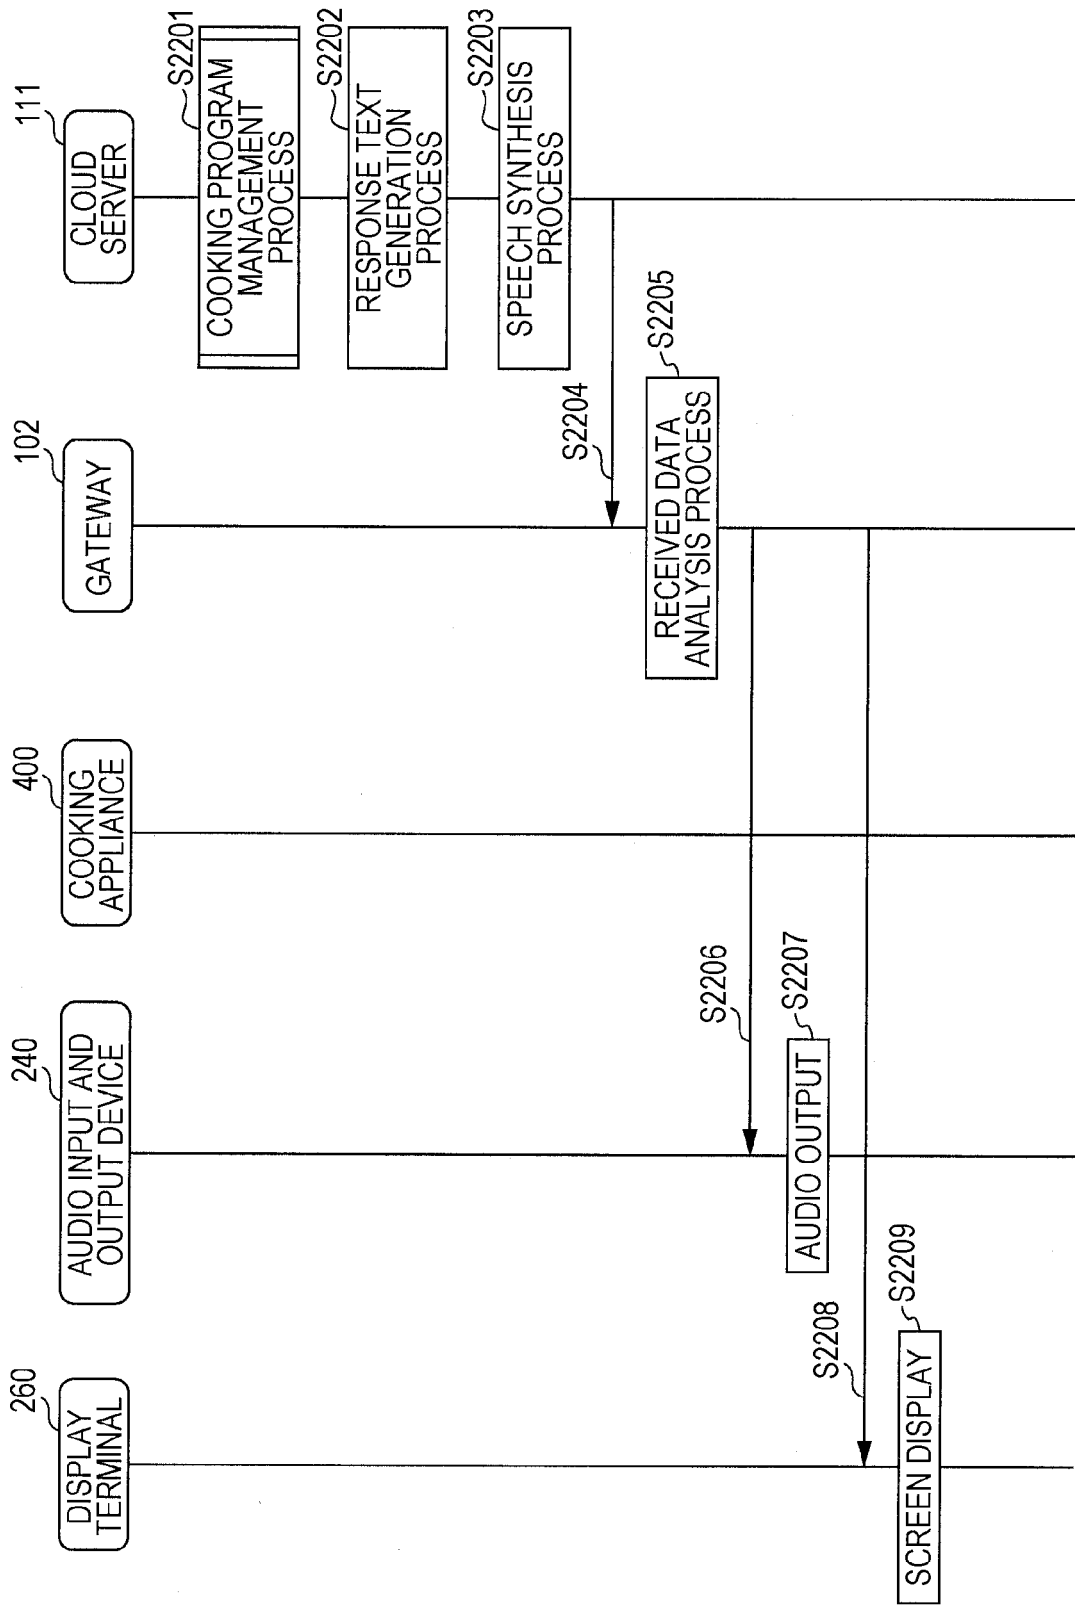 260
DISPLAY
TERMINAL
240
AUDIO INPUT AND
OUTPUT DEVICE
400
COOKING
APPLIANCE
102
GATEWAY
111
CLOUD
SERVER
S2201
COOKING PROGRAM
MANAGEMENT
PROCESS
S2202
RESPONSE TEXT
GENERATION
PROCESS
S2203
SPEECH SYNTHESIS
PROCESS
S2204
S2205
RECEIVED DATA
ANALYSIS PROCESS
S2206
S2207
AUDIO OUTPUT
S2208
S2209
SCREEN DISPLAY